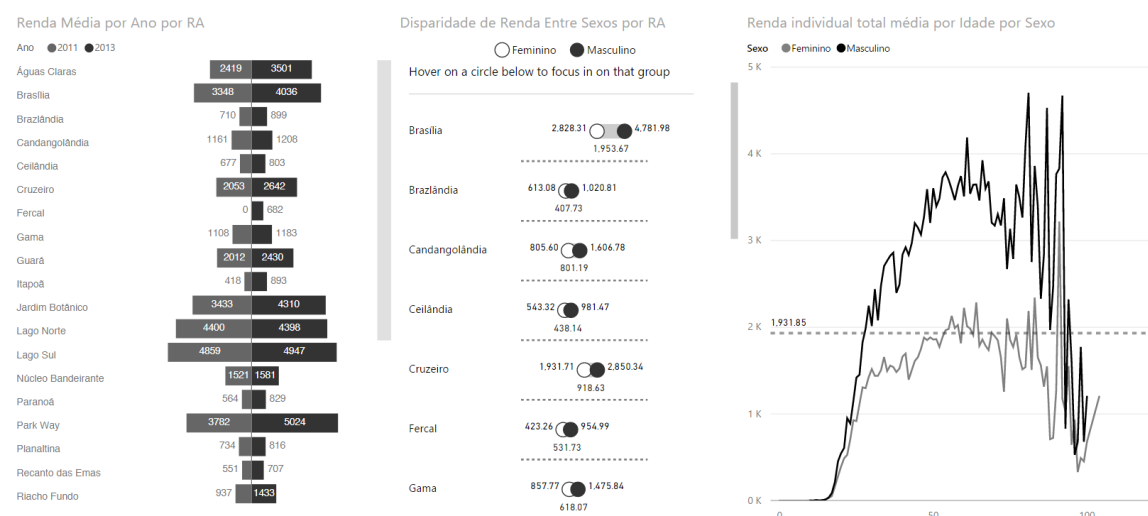 Renda Média por Ano por RA
Ano 2011 2013
Águas Claras 2419 3501
Brasília 3348 4036
Brazlândia 710 899
Candangolândia 1161 1208
Ceilândia 677 803
Cruzeiro 2053 2642
Fercal 0 682
Gama 1108 1183
Guará 2012 2430
Itapoã 418 893
Jardim Botânico 3433 4310
Lago Norte 4400 4398
Lago Sul 4859 4947
Núcleo Bandeirante 1521 1581
Paranoá 564 829
Park Way 3782 5024
Planaltina 734 816
Recanto das Emas 551 707
Riacho Fundo 937 1433
Disparidade de Renda Entre Sexos por RA
Feminino Masculino
Hover on a circle below to focus in on that group
Brasília 2,828.31 4,781.98
1,953.67
Brazlândia 613.08 1,020.81
407.73
Candangolândia 805.60 1,606.78
801.19
Ceilândia 543.32 981.47
438.14
Cruzeiro 1,931.71 2,850.34
918.63
Fercal 423.26 954.99
531.73
Gama 857.77 1,475.84
618.07
Renda individual total média por Idade por Sexo
Sexo Feminino Masculino
5 K
4 K
3 K
2 K
1,931.85
1 K
0 K
0 50 100